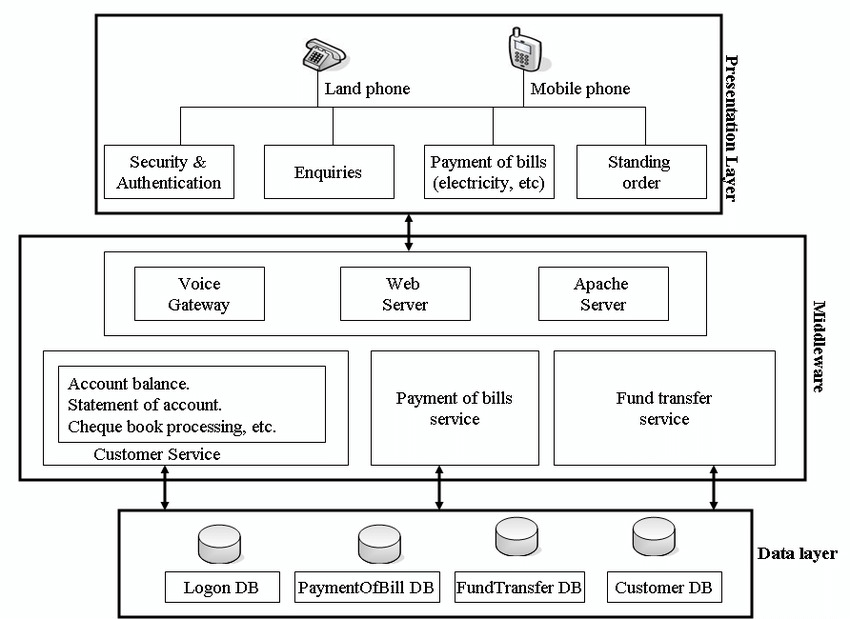 Land phone
Mobile phone
Presentation Layer
Security &
Authentication
Enquiries
Payment of bills
(electricity, etc)
Standing
order
Voice
Gateway
Web
Server
Apache
Server
Middleware
Account balance.
Statement of account.
Cheque book processing, etc.
Customer Service
Payment of bills
service
Fund transfer
service
Data layer
Logon DB
PaymentOfBill DB
FundTransfer DB
Customer DB